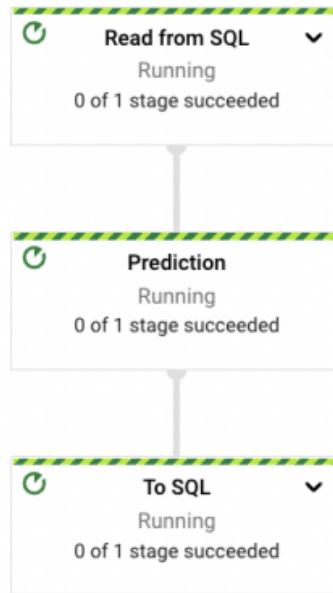 Read from SQL
Running
0 of 1 stage succeeded
Prediction
Running
0 of 1 stage succeeded
To SQL
Running
0 of 1 stage succeeded